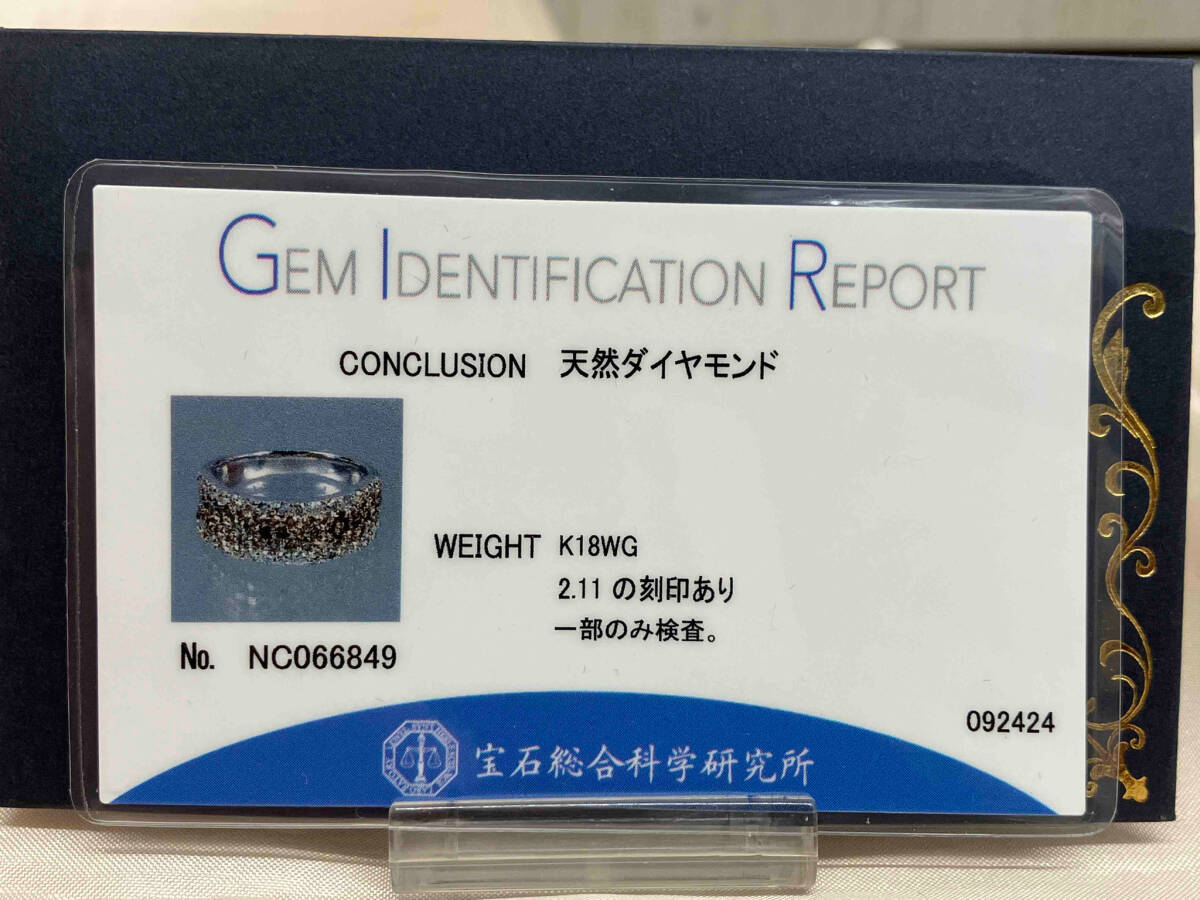 GEM IDENTIFICATION REPORT
CONCLUSION 天然ダイヤモンド
WEIGHT K18WG
2.11 の刻印あり
一部のみ検査。
No. NC066849
092424
宝石総合科学研究所